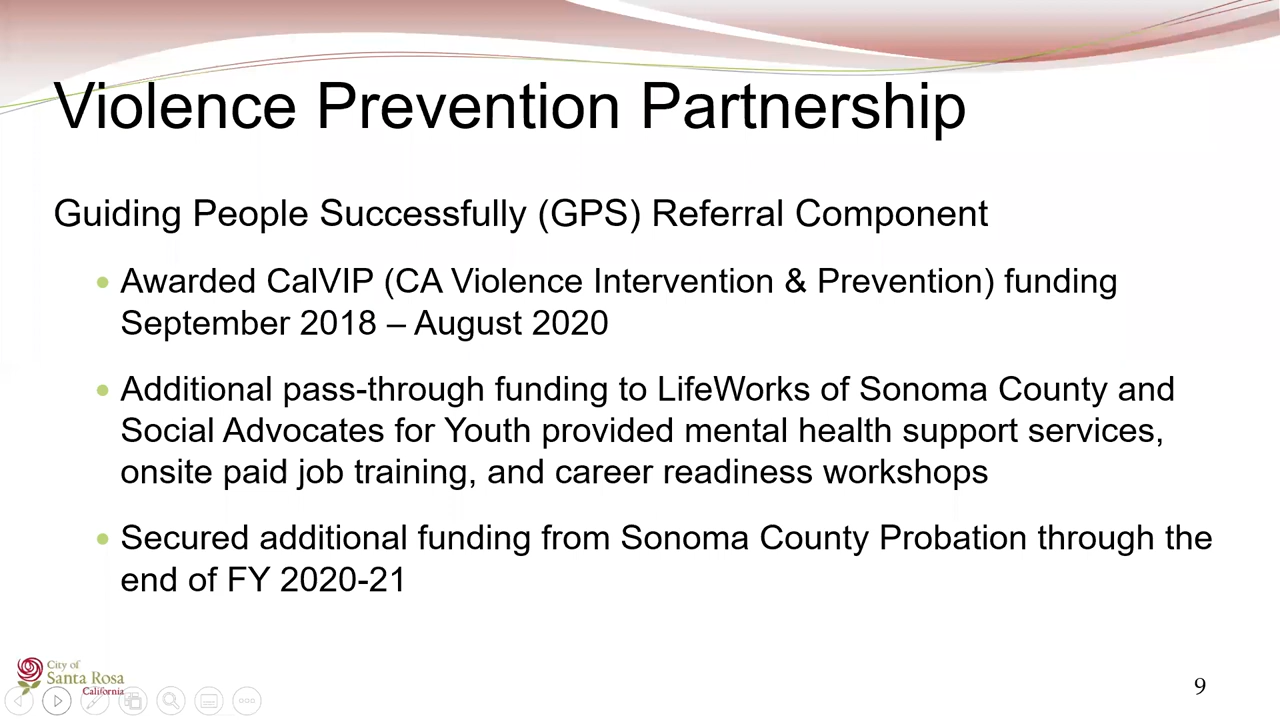 Violence Prevention Partnership
Guiding People Successfully (GPS) Referral Component
• Awarded CalVIP (CA Violence Intervention & Prevention) funding
September 2018 – August 2020
• Additional pass-through funding to LifeWorks of Sonoma County and
Social Advocates for Youth provided mental health support services,
onsite paid job training, and career readiness workshops
• Secured additional funding from Sonoma County Probation through the
end of FY 2020-21
City of
Santa Rosa
California
9